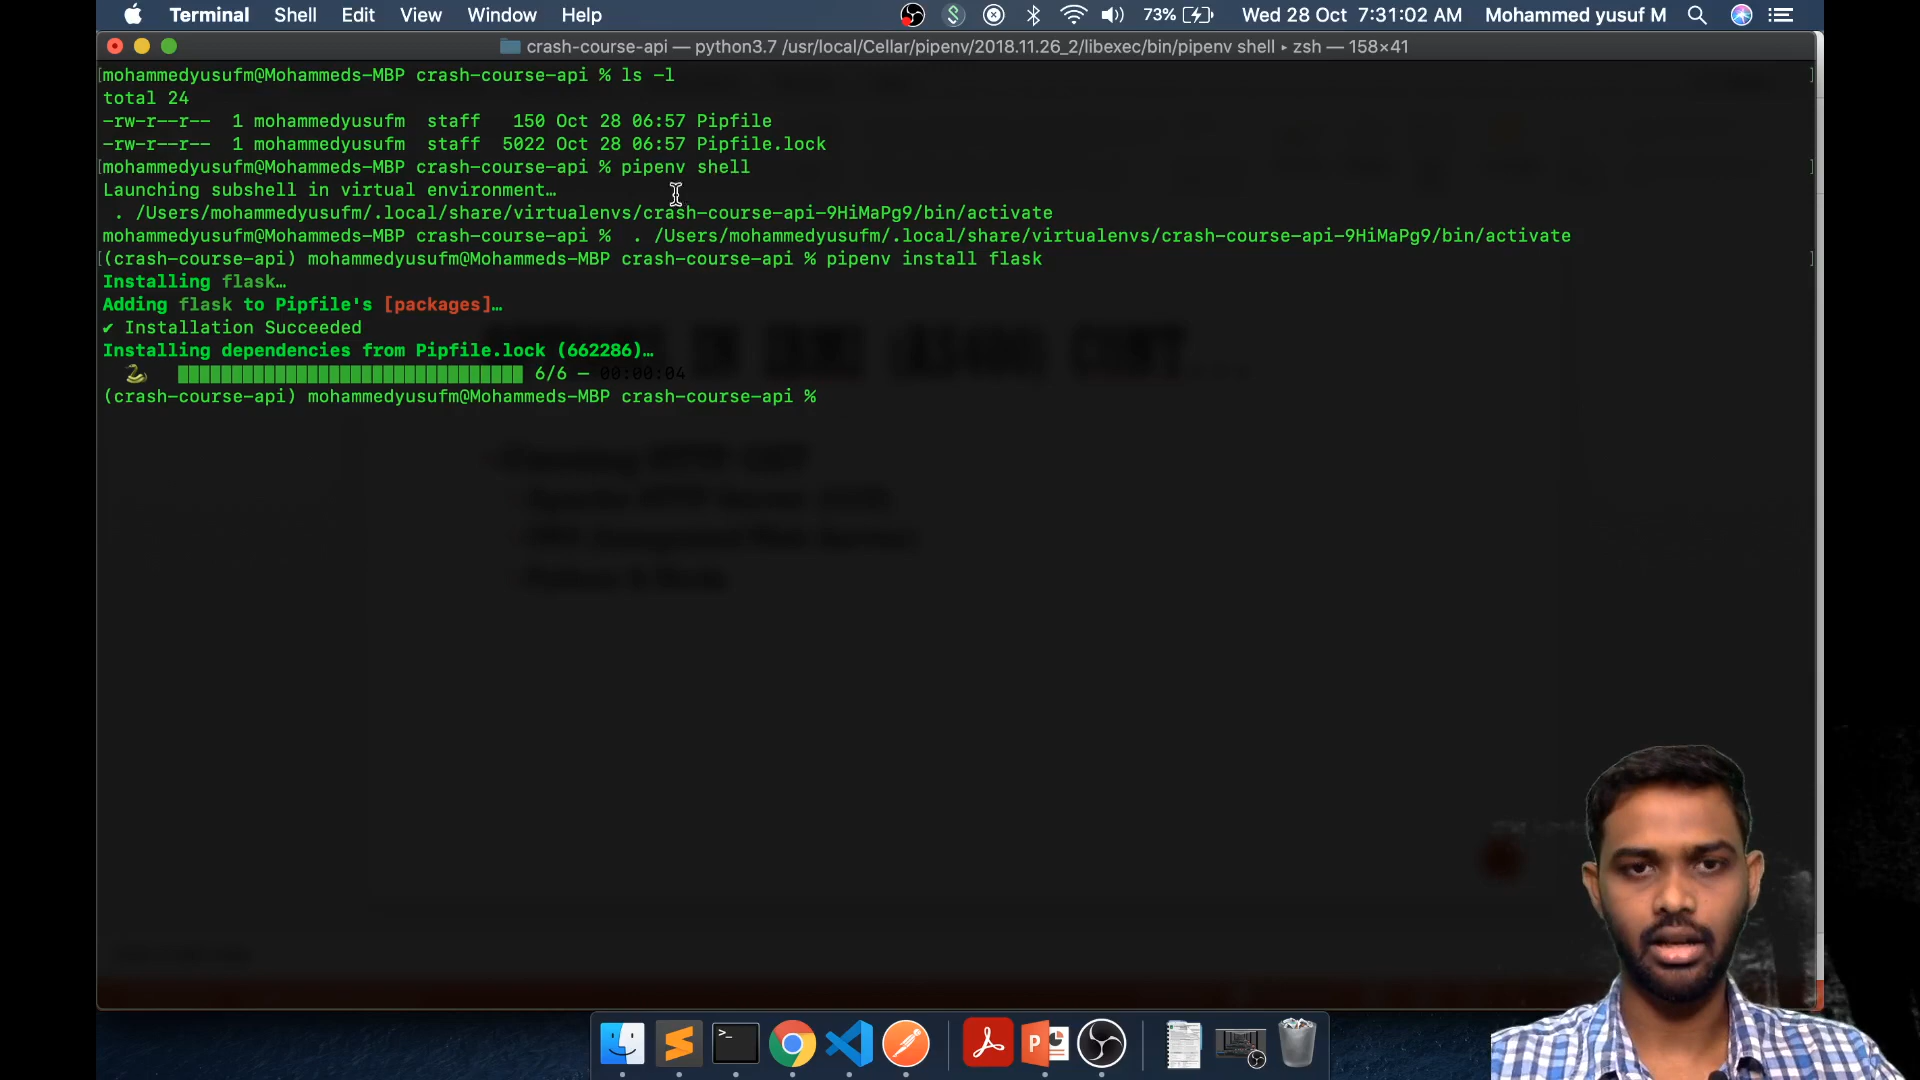 Terminal Shell Edit View Window Help 73% Wed 28 Oct 7:31:02 AM Mohammed yusuf M
crash-course-api — python3.7 /usr/local/Cellar/pipenv/2018.11.26_2/libexec/bin/pipenv shell ▸ zsh — 158×41
[mohammedyusufm@Mohammeds-MBP crash-course-api % ls -l ]
total 24
-rw-r--r-- 1 mohammedyusufm staff 150 Oct 28 06:57 Pipfile
-rw-r--r-- 1 mohammedyusufm staff 5022 Oct 28 06:57 Pipfile.lock
[mohammedyusufm@Mohammeds-MBP crash-course-api % pipenv shell ]
Launching subshell in virtual environment…
. /Users/mohammedyusufm/.local/share/virtualenvs/crash-course-api-9HiMaPg9/bin/activate
mohammedyusufm@Mohammeds-MBP crash-course-api % . /Users/mohammedyusufm/.local/share/virtualenvs/crash-course-api-9HiMaPg9/bin/activate
[(crash-course-api) mohammedyusufm@Mohammeds-MBP crash-course-api % pipenv install flask ]
Installing flask…
Adding flask to Pipfile's [packages]…
✔ Installation Succeeded
Installing dependencies from Pipfile.lock (662286)…
6/6 — 00:00:04
(crash-course-api) mohammedyusufm@Mohammeds-MBP crash-course-api %